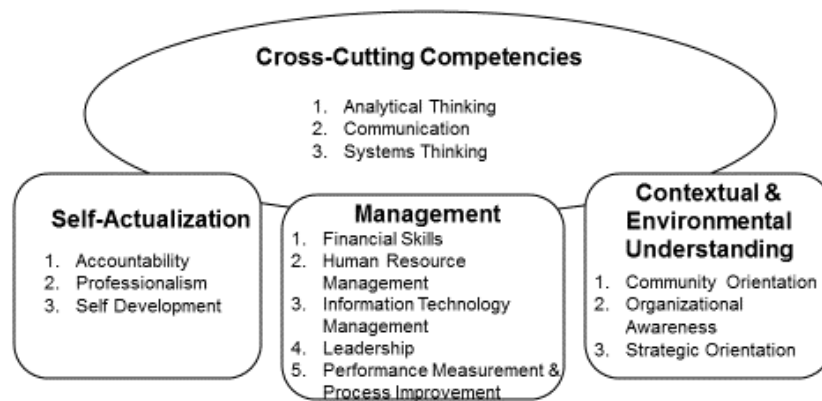 Cross-Cutting Competencies
1. Analytical Thinking
2. Communication
3. Systems Thinking
Self-Actualization
1. Accountability
2. Professionalism
3. Self Development
Management
1. Financial Skills
2. Human Resource
Management
3. Information Technology
Management
4. Leadership
5. Performance Measurement &
Process Improvement
Contextual &
Environmental
Understanding
1. Community Orientation
2. Organizational
Awareness
3. Strategic Orientation